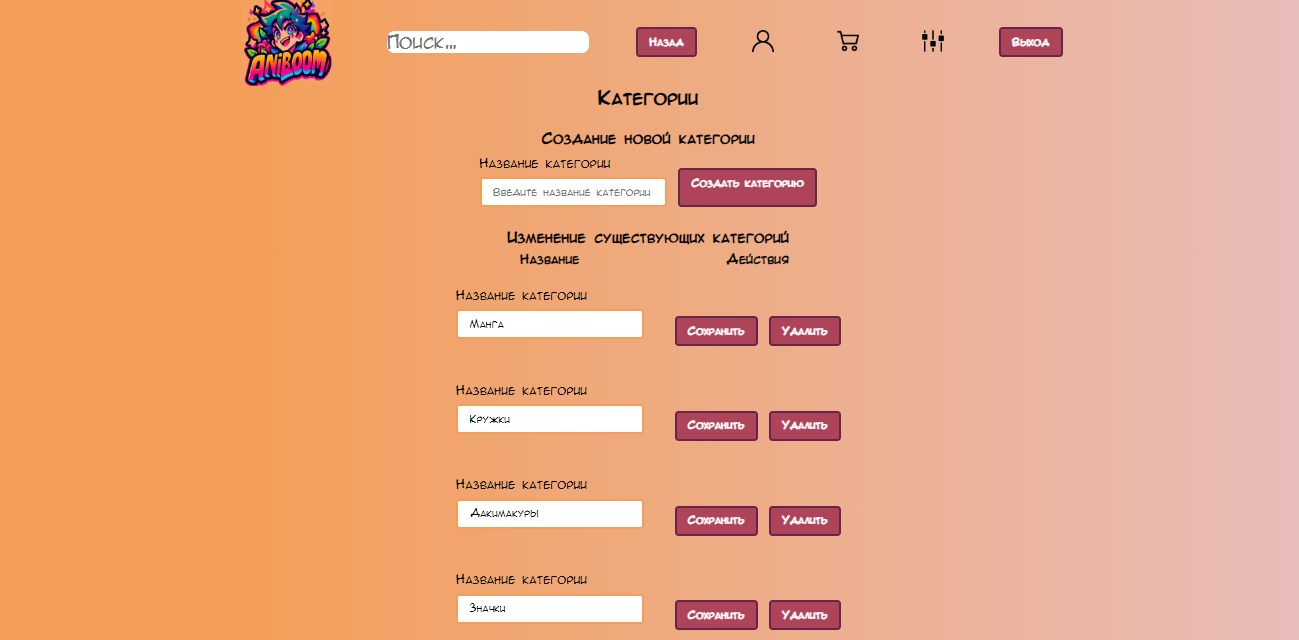 ANIBOOM
Поиск...
Назад
Выход
Категории
Создание новой категории
Название категории
Введите название категории
Создать категорию
Изменение существующих категорий
Название Действия
Название категории
Манга
Сохранить Удалить
Название категории
Кружки
Сохранить Удалить
Название категории
Дакимакуры
Сохранить Удалить
Название категории
Значки
Сохранить Удалить